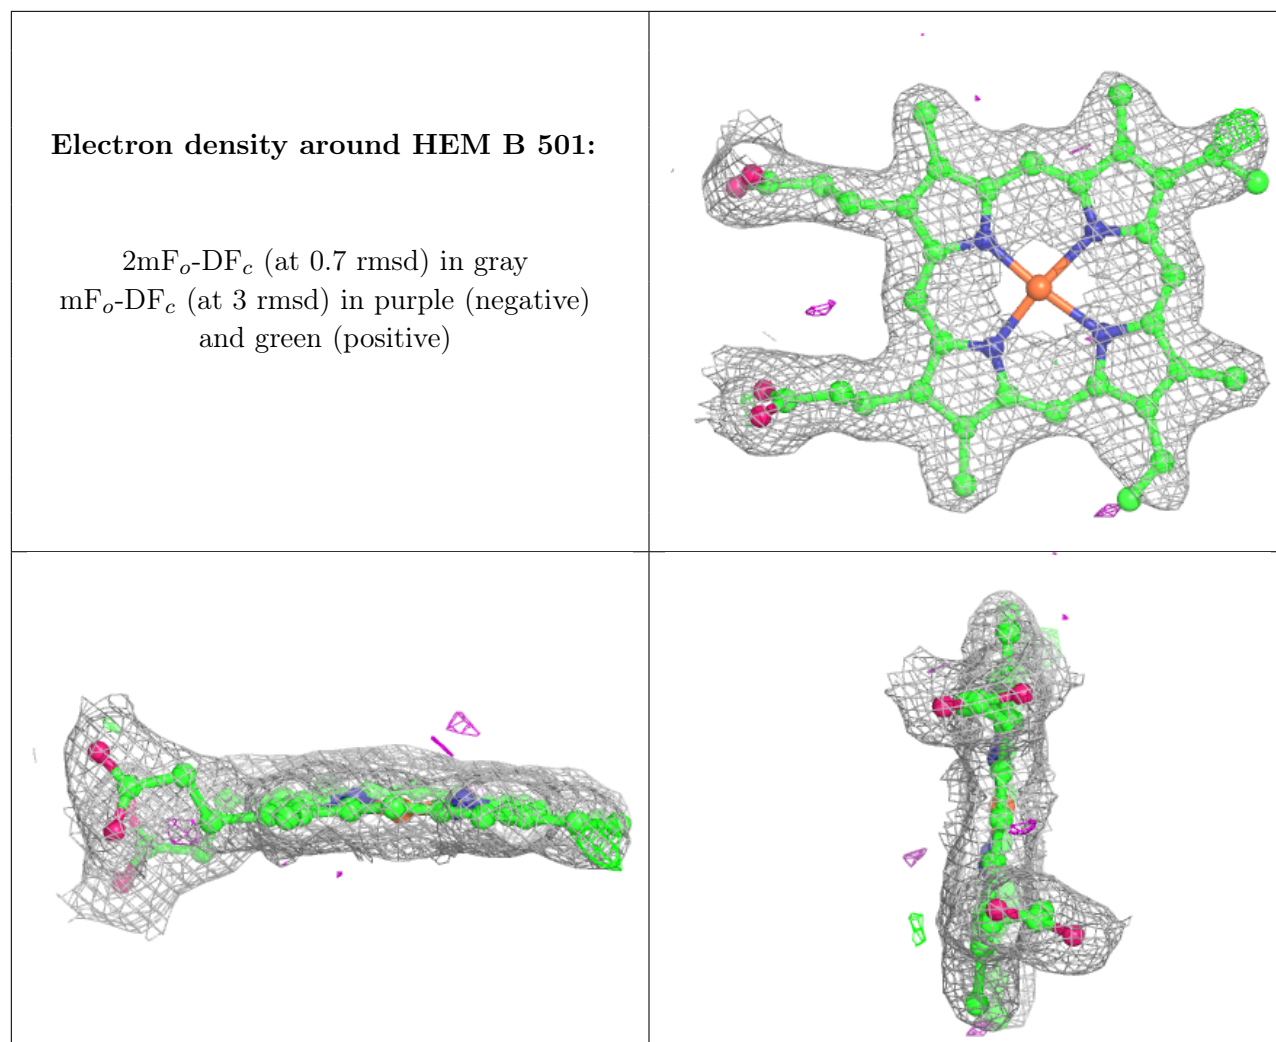 Electron density around HEM B 501:
2mFo-DFc (at 0.7 rmsd) in gray
mFo-DFc (at 3 rmsd) in purple (negative)
and green (positive)